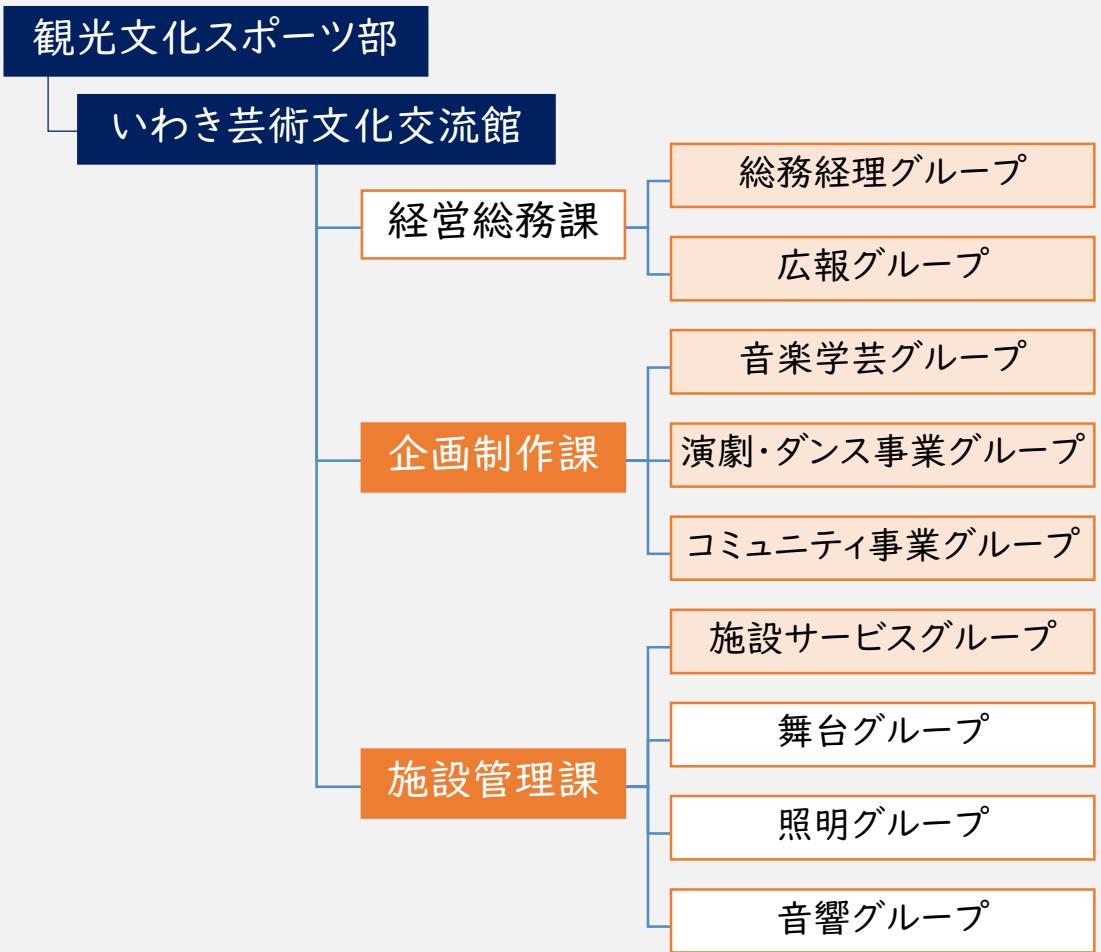 観光文化スポーツ部
いわき芸術文化交流館
経営総務課
総務経理グループ
広報グループ
企画制作課
音楽学芸グループ
演劇・ダンス事業グループ
コミュニティ事業グループ
施設管理課
施設サービスグループ
舞台グループ
照明グループ
音響グループ